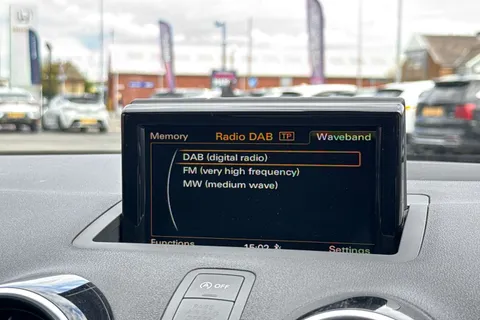 Memory Radio DAB TP Waveband
DAB (digital radio)
FM (very high frequency)
MW (medium wave)
Functions 15:02 Settings
OFF